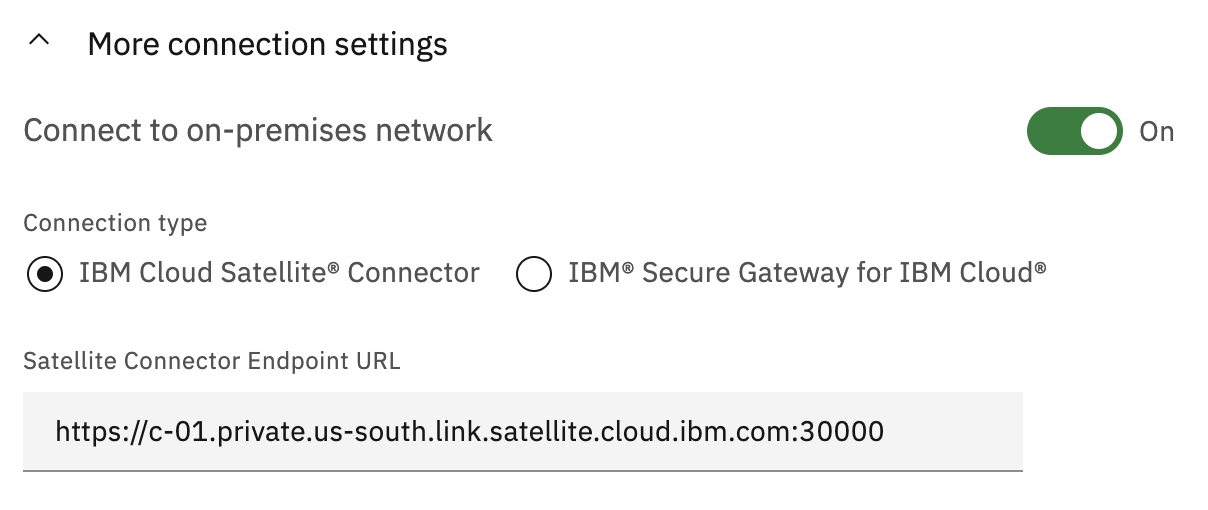 More connection settings
Connect to on-premises network
On
Connection type
IBM Cloud Satellite® Connector
IBM® Secure Gateway for IBM Cloud®
Satellite Connector Endpoint URL
https://c-01.private.us-south.link.satellite.cloud.ibm.com:30000